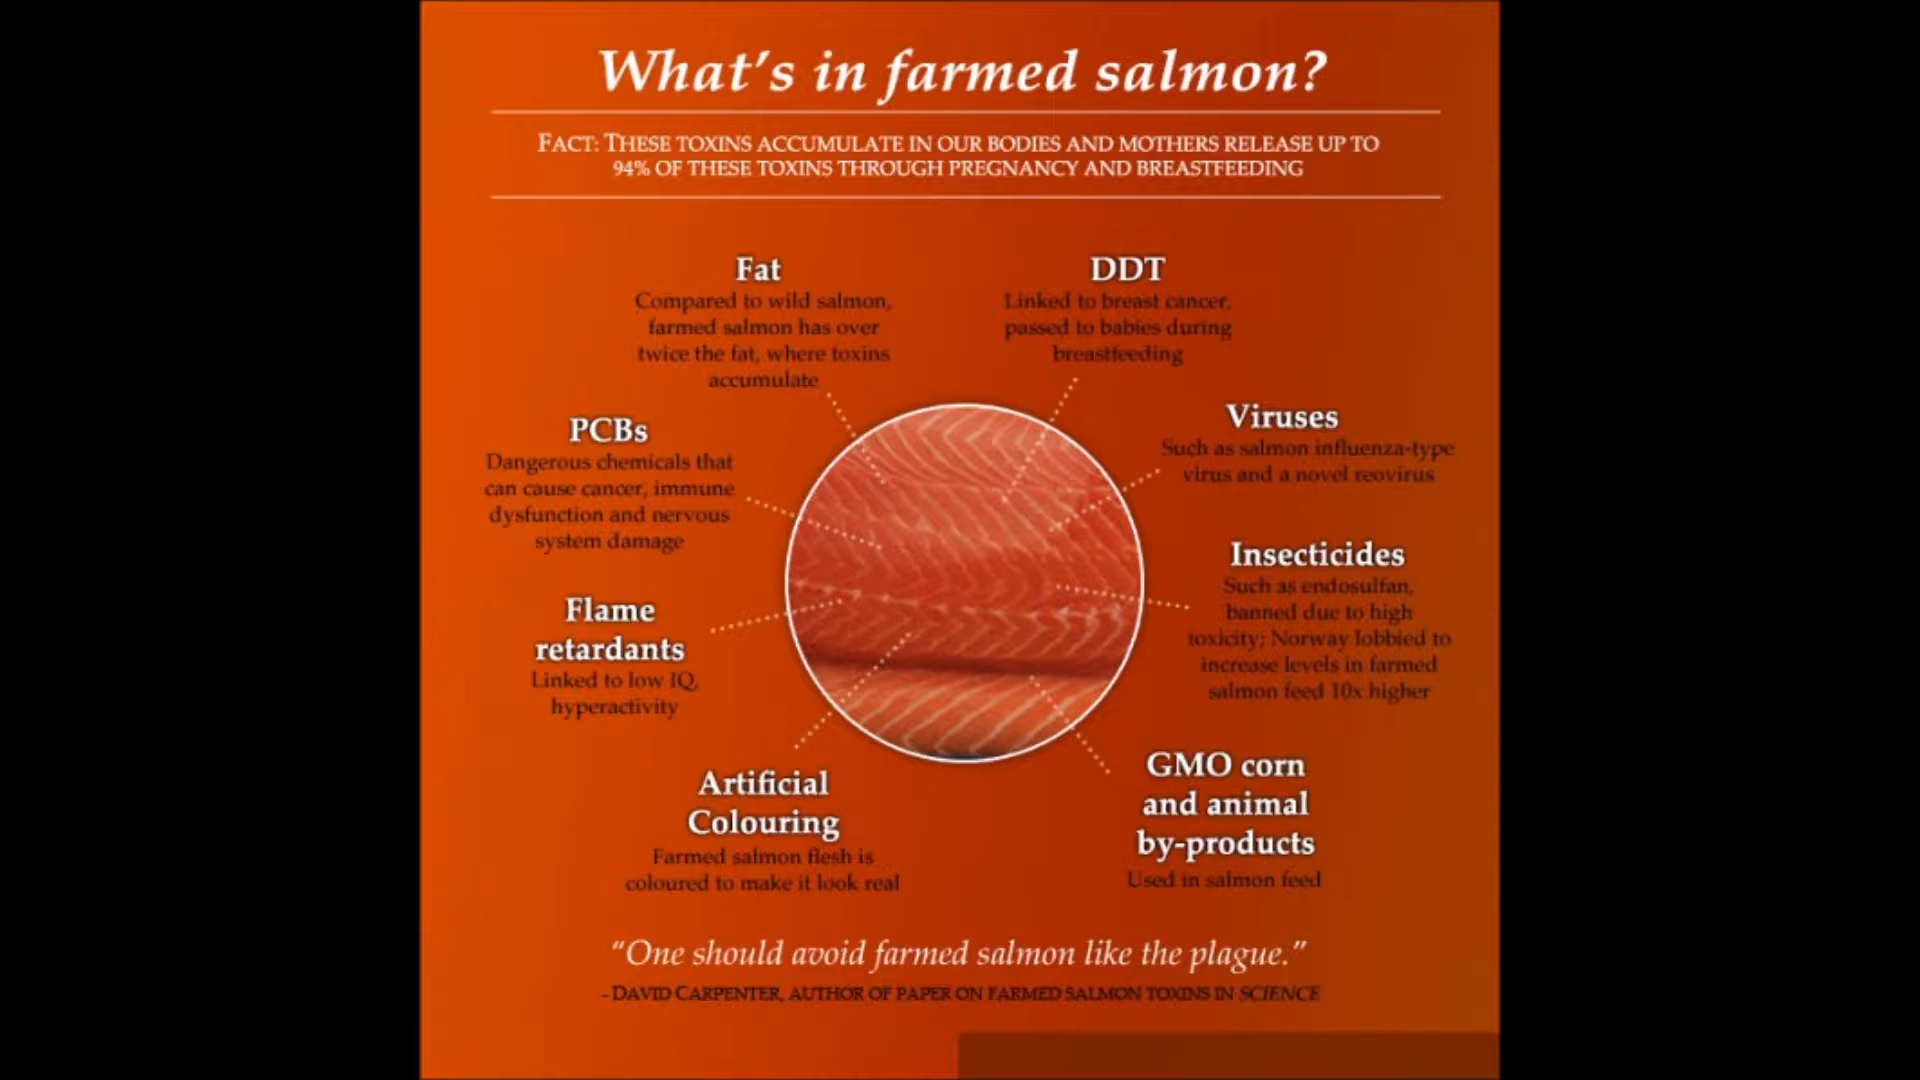 What's in farmed salmon?
FACT: THESE TOXINS ACCUMULATE IN OUR BODIES AND MOTHERS RELEASE UP TO
94% OF THESE TOXINS THROUGH PREGNANCY AND BREASTFEEDING
Fat
Compared to wild salmon,
farmed salmon has over
twice the fat, where toxins
accumulate
DDT
Linked to breast cancer,
passed to babies during
breastfeeding
PCBs
Dangerous chemicals that
can cause cancer, immune
dysfunction and nervous
system damage
Viruses
Such as salmon influenza-type
virus and a novel reovirus
Insecticides
Such as endosulfan,
banned due to high
toxicity; Norway lobbied to
increase levels in farmed
salmon feed 10x higher
Flame
retardants
Linked to low IQ,
hyperactivity
Artificial
Colouring
Farmed salmon flesh is
coloured to make it look real
GMO corn
and animal
by-products
Used in salmon feed
"One should avoid farmed salmon like the plague."
- DAVID CARPENTER, AUTHOR OF PAPER ON FARMED SALMON TOXINS IN SCIENCE